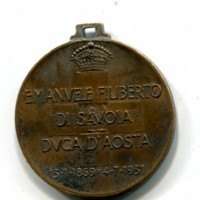 EMANVELE FILIBERTO
DI SAVOIA
DVCA D'AOSTA
13-1-1869-4-7-1931